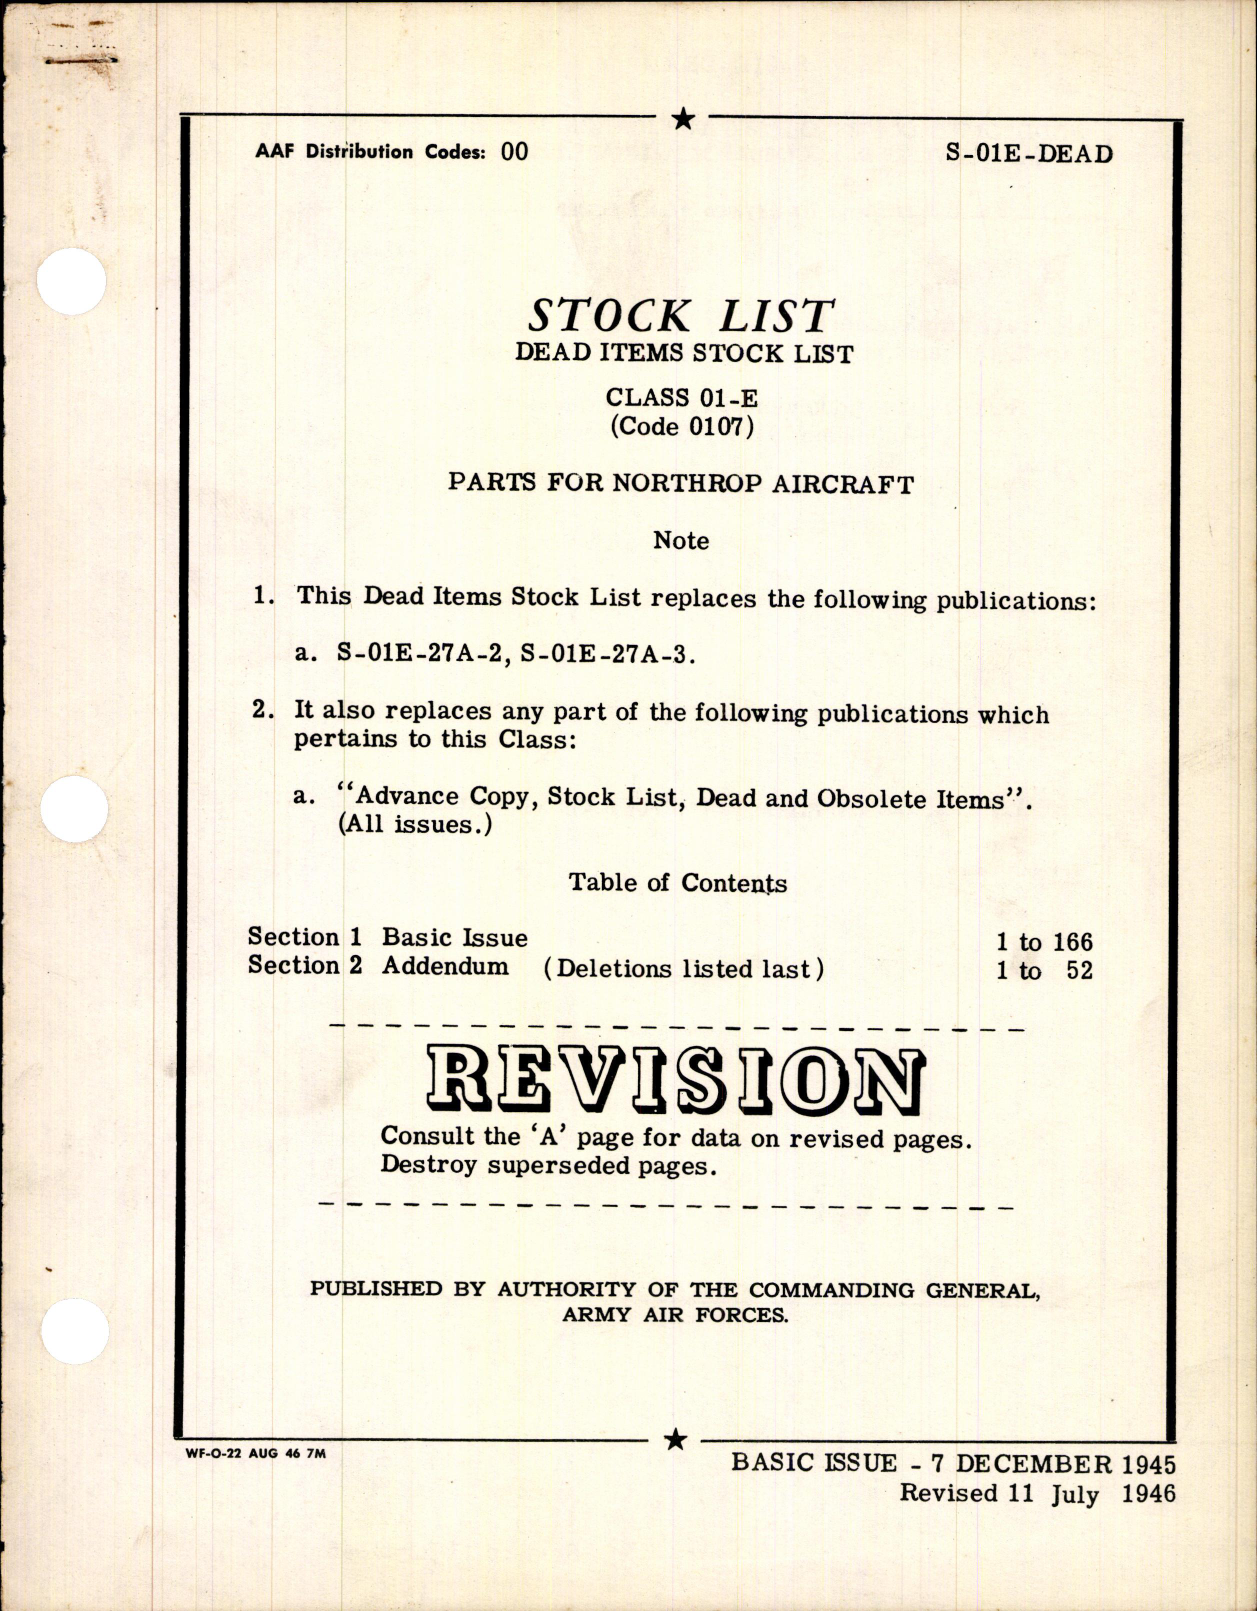 AAF Distribution Codes: 00
S-01E-DEAD
STOCK LIST
DEAD ITEMS STOCK LIST
CLASS 01-E
(Code 0107)
PARTS FOR NORTHROP AIRCRAFT
Note
1. This Dead Items Stock List replaces the following publications:
a. S-01E-27A-2, S-01E-27A-3.
2. It also replaces any part of the following publications which
pertains to this Class:
a. “Advance Copy, Stock List, Dead and Obsolete Items”.
(All issues.)
Table of Contents
Section 1 Basic Issue 1 to 166
Section 2 Addendum (Deletions listed last) 1 to 52
REVISION
Consult the ‘A’ page for data on revised pages.
Destroy superseded pages.
PUBLISHED BY AUTHORITY OF THE COMMANDING GENERAL,
ARMY AIR FORCES.
WF-O-22 AUG 46 7M
BASIC ISSUE - 7 DECEMBER 1945
Revised 11 July 1946